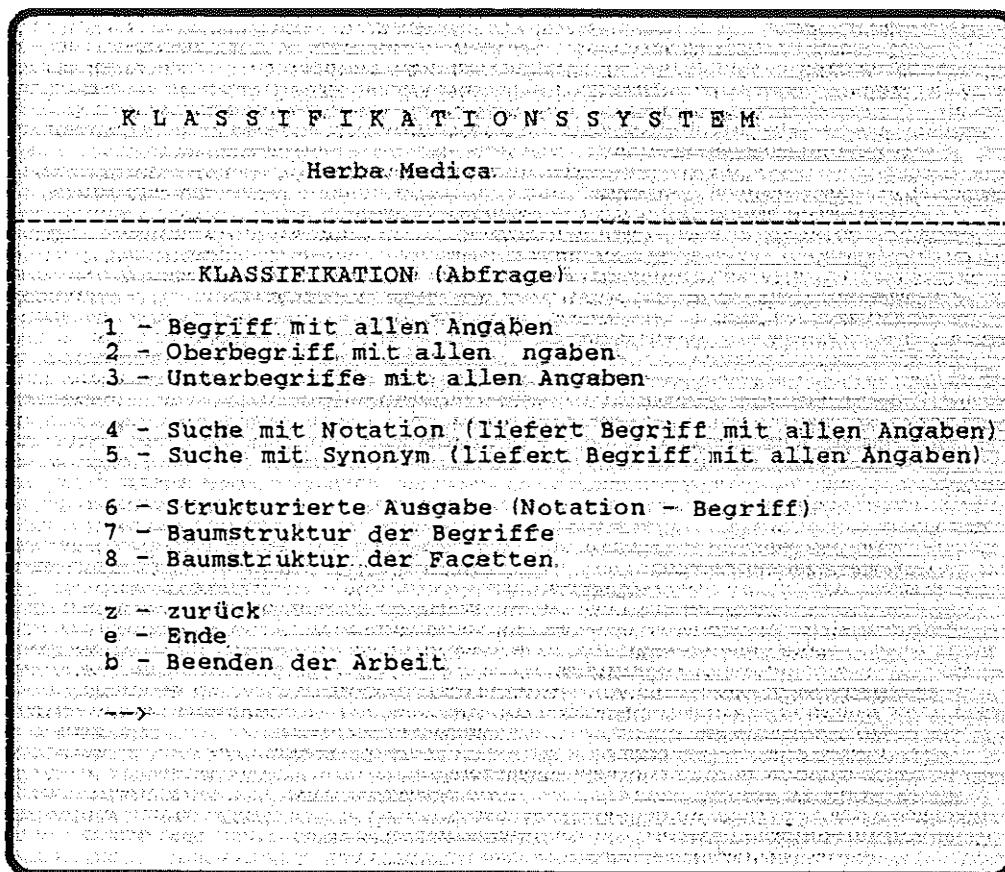 K L A S S I F I K A T I O N S S Y S T E M
Herba Medica
KLASSIFIKATION (Abfrage)
1 - Begriff mit allen Angaben
2 - Oberbegriff mit allen ngaben
3 - Unterbegriffe mit allen Angaben
4 - Suche mit Notation (liefert Begriff mit allen Angaben)
5 - Suche mit Synonym (liefert Begriff mit allen Angaben)
6 - Strukturierte Ausgabe (Notation - Begriff)
7 - Baumstruktur der Begriffe
8 - Baumstruktur der Facetten
z - zurück
e - Ende
b - Beenden der Arbeit
-->